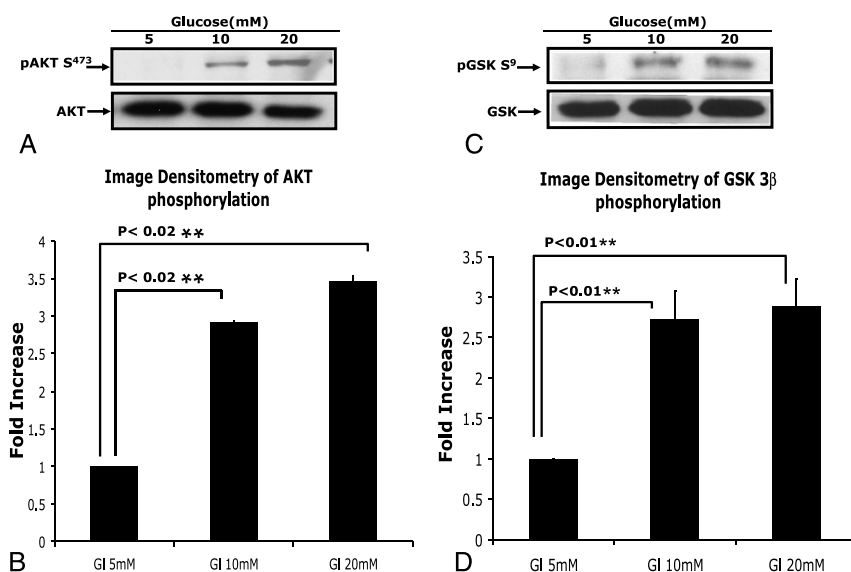 Glucose(mM)
5 10 20
pAKT S⁴⁷³
AKT
A
Glucose(mM)
5 10 20
pGSK S⁹
GSK
C
Image Densitometry of AKT
phosphorylation
P< 0.02 **
P< 0.02 **
Fold Increase
4
3.5
3
2.5
2
1.5
1
0.5
0
Gl 5mM Gl 10mM Gl 20mM
B
Image Densitometry of GSK 3β
phosphorylation
P<0.01**
P<0.01**
Fold Increase
3.5
3
2.5
2
1.5
1
0.5
0
Gl 5mM Gl 10mM Gl 20mM
D